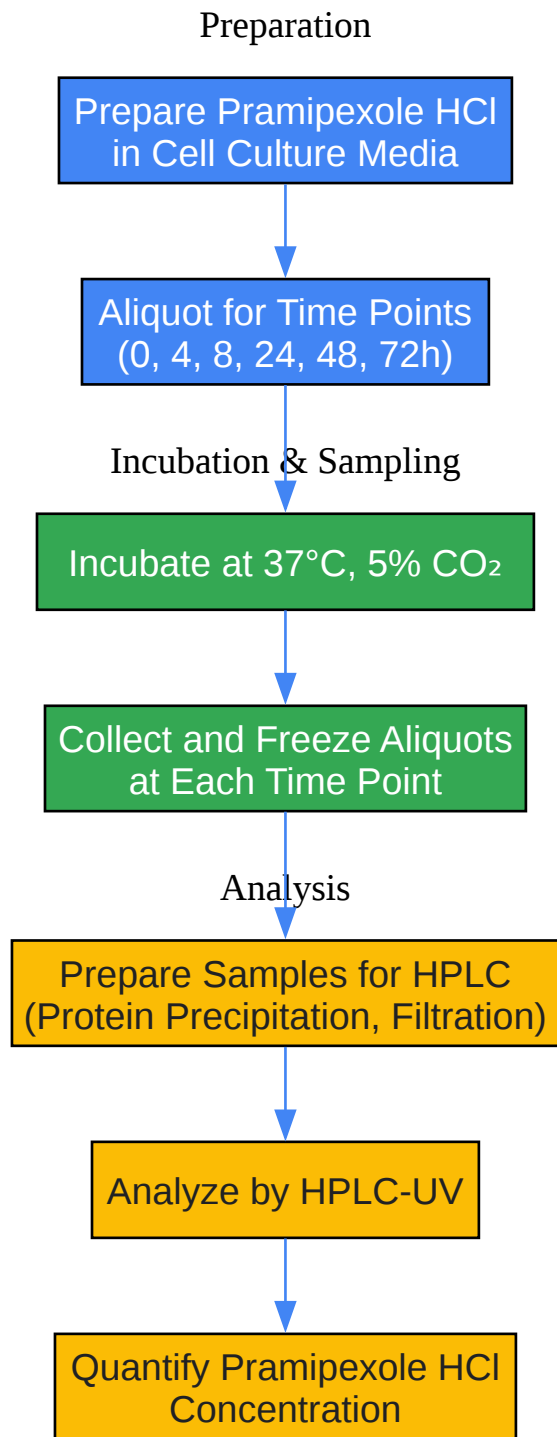 Preparation
Prepare Pramipexole HCl
in Cell Culture Media
Aliquot for Time Points
(0, 4, 8, 24, 48, 72h)
Incubation & Sampling
Incubate at 37°C, 5% CO₂
Collect and Freeze Aliquots
at Each Time Point
Analysis
Prepare Samples for HPLC
(Protein Precipitation, Filtration)
Analyze by HPLC-UV
Quantify Pramipexole HCl
Concentration